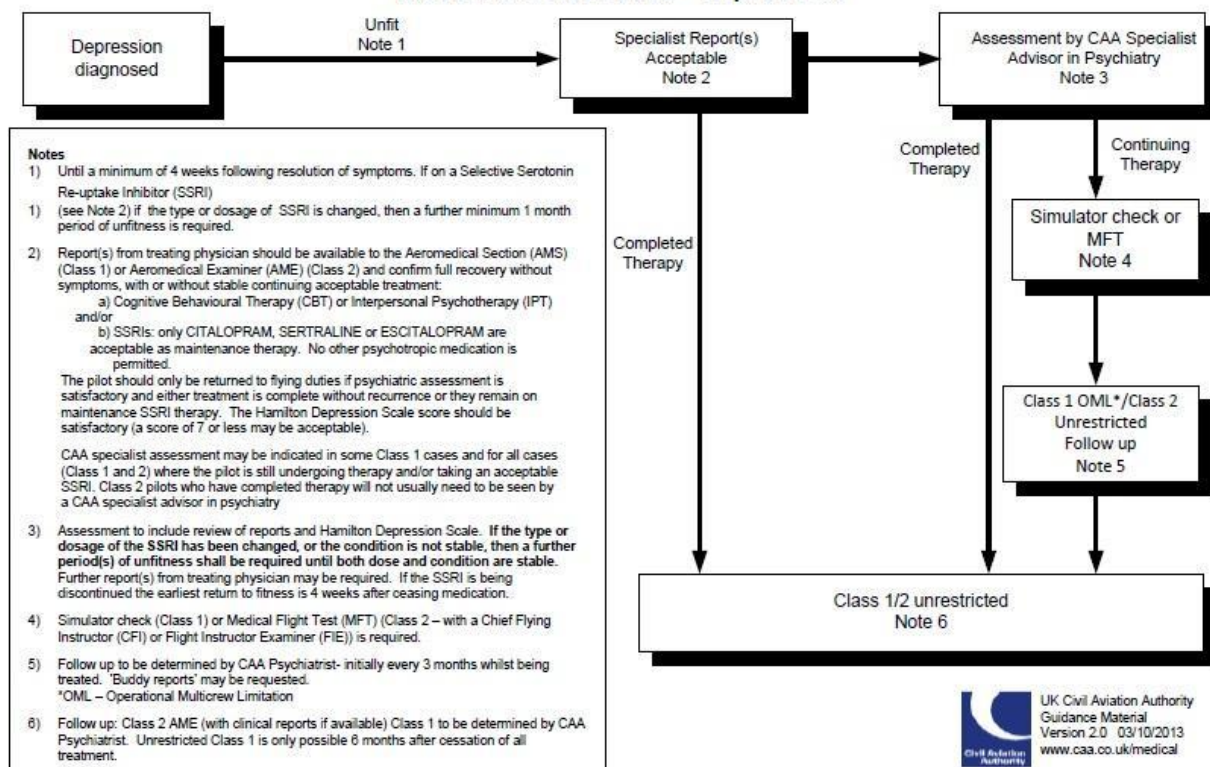 Depression
diagnosed
Unfit
Note 1
Specialist Report(s)
Acceptable
Note 2
Assessment by CAA Specialist
Advisor in Psychiatry
Note 3
Completed
Therapy
Completed
Therapy
Continuing
Therapy
Simulator check or
MFT
Note 4
Class 1 OML*/Class 2
Unrestricted
Follow up
Note 5
Class 1/2 unrestricted
Note 6
Notes
1) Until a minimum of 4 weeks following resolution of symptoms. If on a Selective Serotonin
Re-uptake Inhibitor (SSRI)
1) (see Note 2) if the type or dosage of SSRI is changed, then a further minimum 1 month
period of unfitness is required.
2) Report(s) from treating physician should be available to the Aeromedical Section (AMS)
(Class 1) or Aeromedical Examiner (AME) (Class 2) and confirm full recovery without
symptoms, with or without stable continuing acceptable treatment:
a) Cognitive Behavioural Therapy (CBT) or Interpersonal Psychotherapy (IPT)
and/or
b) SSRIs: only CITALOPRAM, SERTRALINE or ESCITALOPRAM are
acceptable as maintenance therapy. No other psychotropic medication is
permitted.
The pilot should only be returned to flying duties if psychiatric assessment is
satisfactory and either treatment is complete without recurrence or they remain on
maintenance SSRI therapy. The Hamilton Depression Scale score should be
satisfactory (a score of 7 or less may be acceptable).
CAA specialist assessment may be indicated in some Class 1 cases and for all cases
(Class 1 and 2) where the pilot is still undergoing therapy and/or taking an acceptable
SSRI. Class 2 pilots who have completed therapy will not usually need to be seen by
a CAA specialist advisor in psychiatry
3) Assessment to include review of reports and Hamilton Depression Scale. If the type or
dosage of the SSRI has been changed, or the condition is not stable, then a further
period(s) of unfitness shall be required until both dose and condition are stable.
Further report(s) from treating physician may be required. If the SSRI is being
discontinued the earliest return to fitness is 4 weeks after ceasing medication.
4) Simulator check (Class 1) or Medical Flight Test (MFT) (Class 2 – with a Chief Flying
Instructor (CFI) or Flight Instructor Examiner (FIE)) is required.
5) Follow up to be determined by CAA Psychiatrist- initially every 3 months whilst being
treated. 'Buddy reports' may be requested.
*OML – Operational Multicrew Limitation
6) Follow up: Class 2 AME (with clinical reports if available) Class 1 to be determined by CAA
Psychiatrist. Unrestricted Class 1 is only possible 6 months after cessation of all
treatment.
Civil Aviation
Authority
UK Civil Aviation Authority
Guidance Material
Version 2.0 03/10/2013
www.caa.co.uk/medical